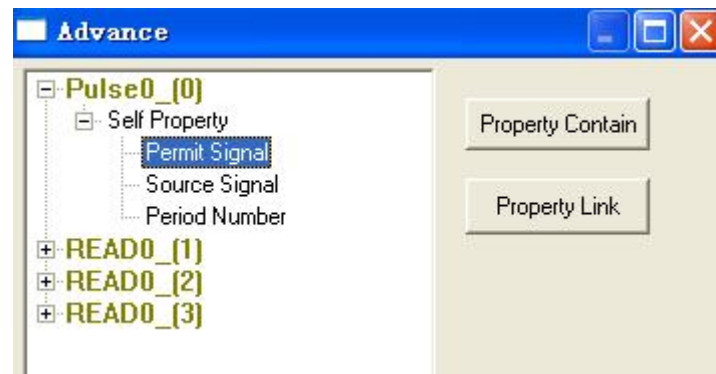 Advance
Pulse0_(0)
Self Property
Permit Signal
Source Signal
Period Number
READ0_(1)
READ0_(2)
READ0_(3)
Property Contain
Property Link